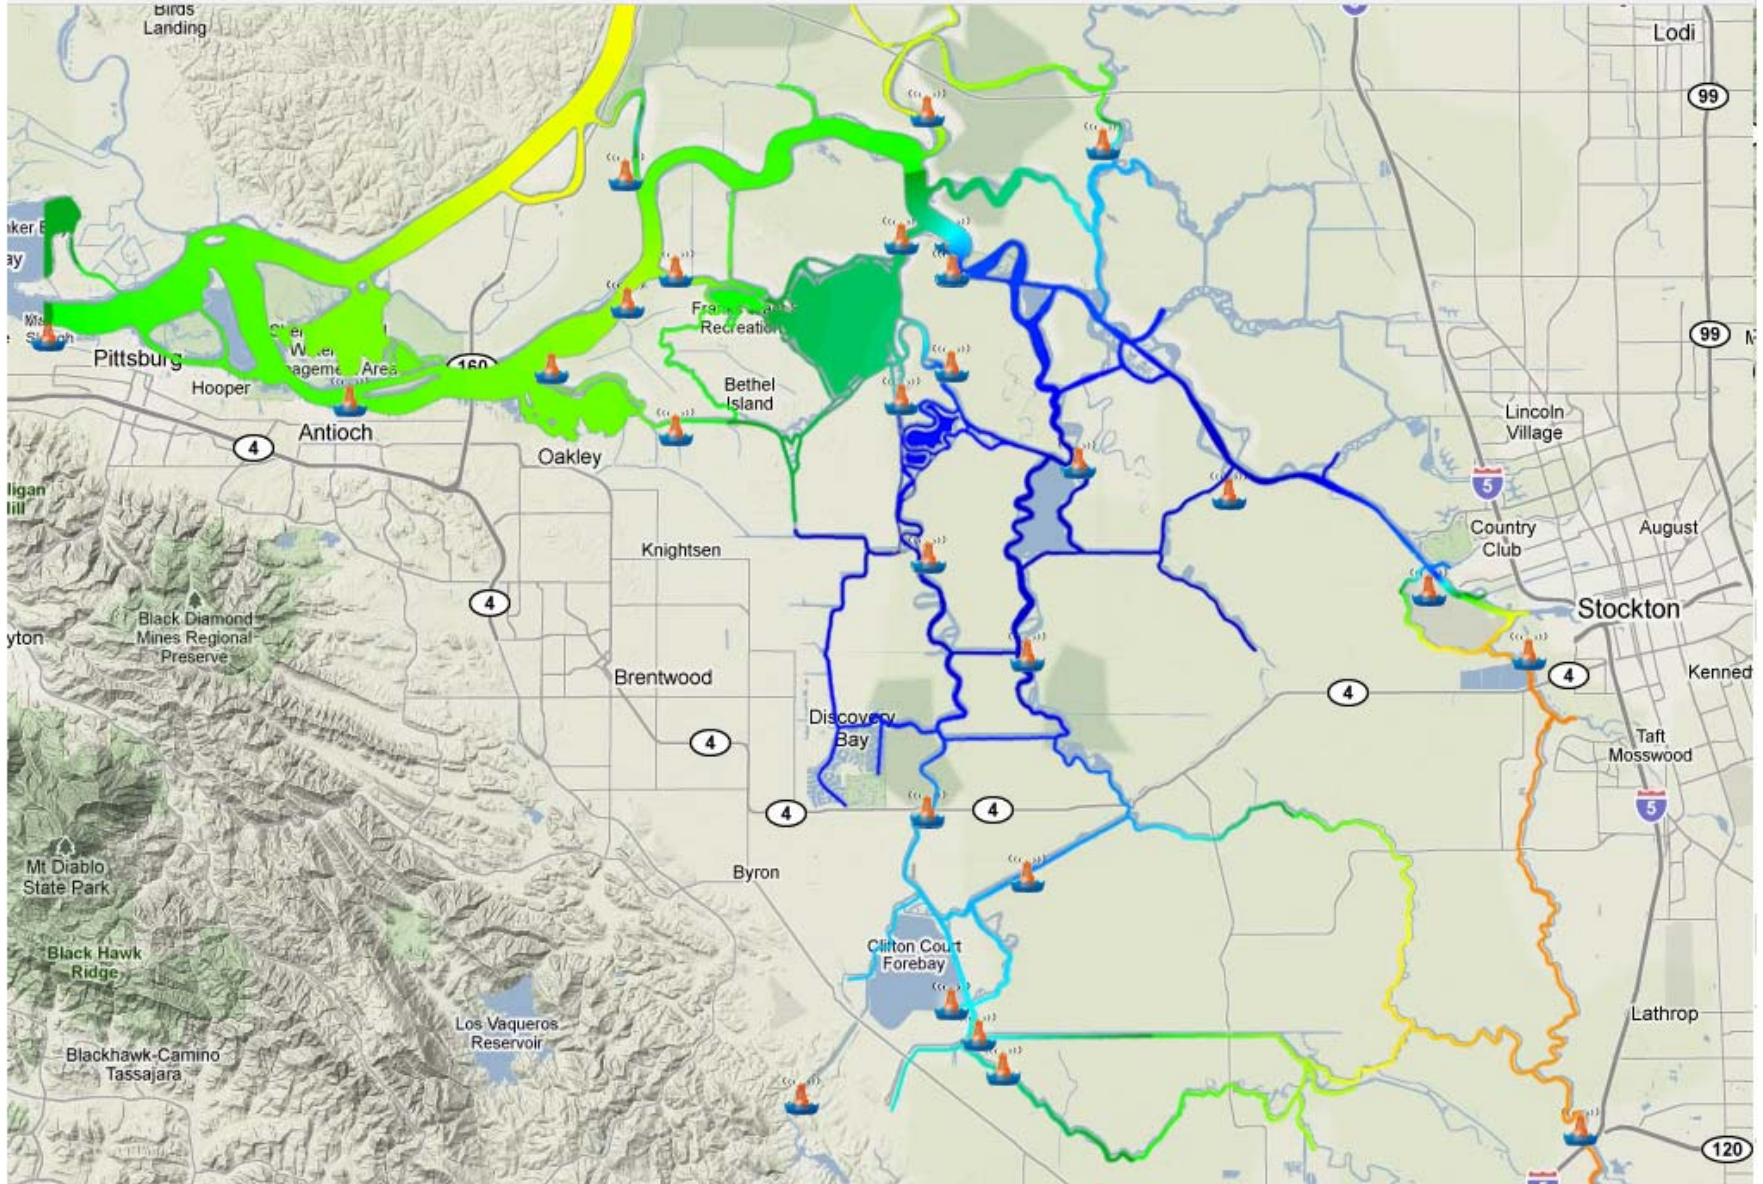 Birds
Landing
Lodi
99
Pittsburg
Hooper
160
Antioch
4
Oakley
Bethel
Island
Recreation
99
Lincoln
Village
5
Country
Club
August
Knightsen
4
Stockton
Black Diamond
Mines Regional
Preserve
Brentwood
4
4
Kenned
Discovery
Bay
4
Taft
Mosswood
4
4
5
Mt Diablo
State Park
Byron
Black Hawk
Ridge
Clifton Court
Forebay
Los Vaqueros
Reservoir
Lathrop
Blackhawk-Camino
Tassajara
120